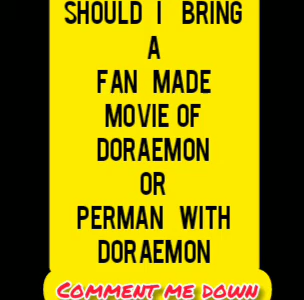 SHOULD I BRING
A
FAN MADE
MOVIE OF
DORAEMON
OR
PERMAN WITH
DORAEMON
COMMENT ME DOWN